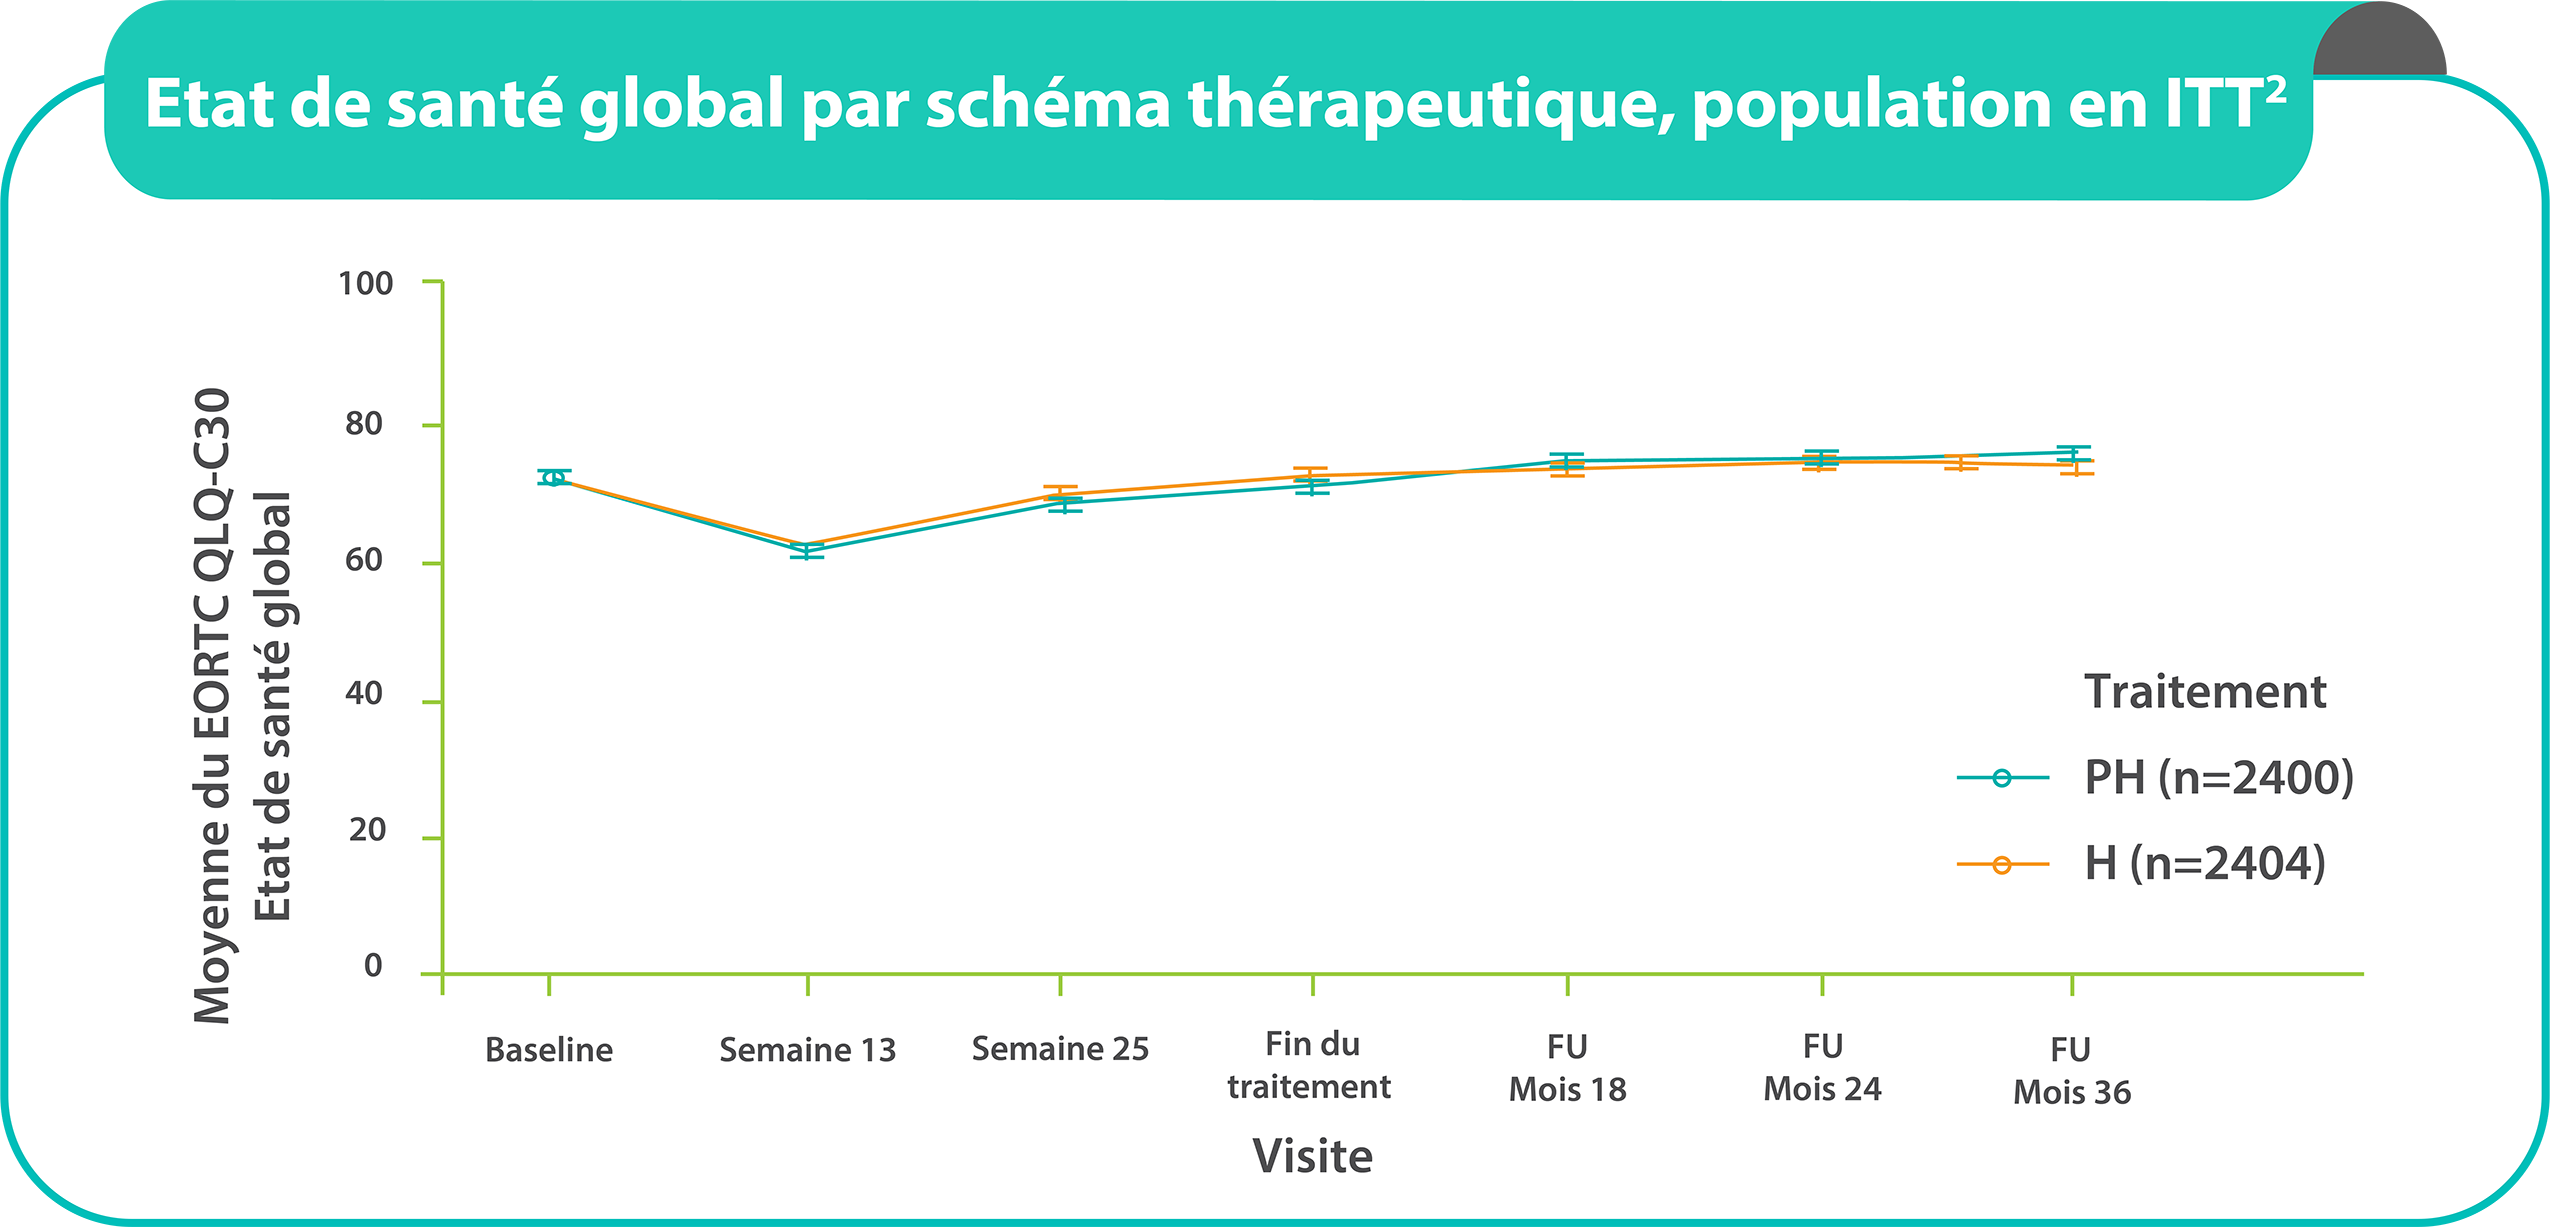 Etat de santé global par schéma thérapeutique, population en ITT²
Moyenne du EORTC QLQ-C30
Etat de santé global
100
80
60
40
20
0
Traitement
PH (n=2400)
H (n=2404)
Baseline
Semaine 13
Semaine 25
Fin du
traitement
FU
Mois 18
FU
Mois 24
FU
Mois 36
Visite